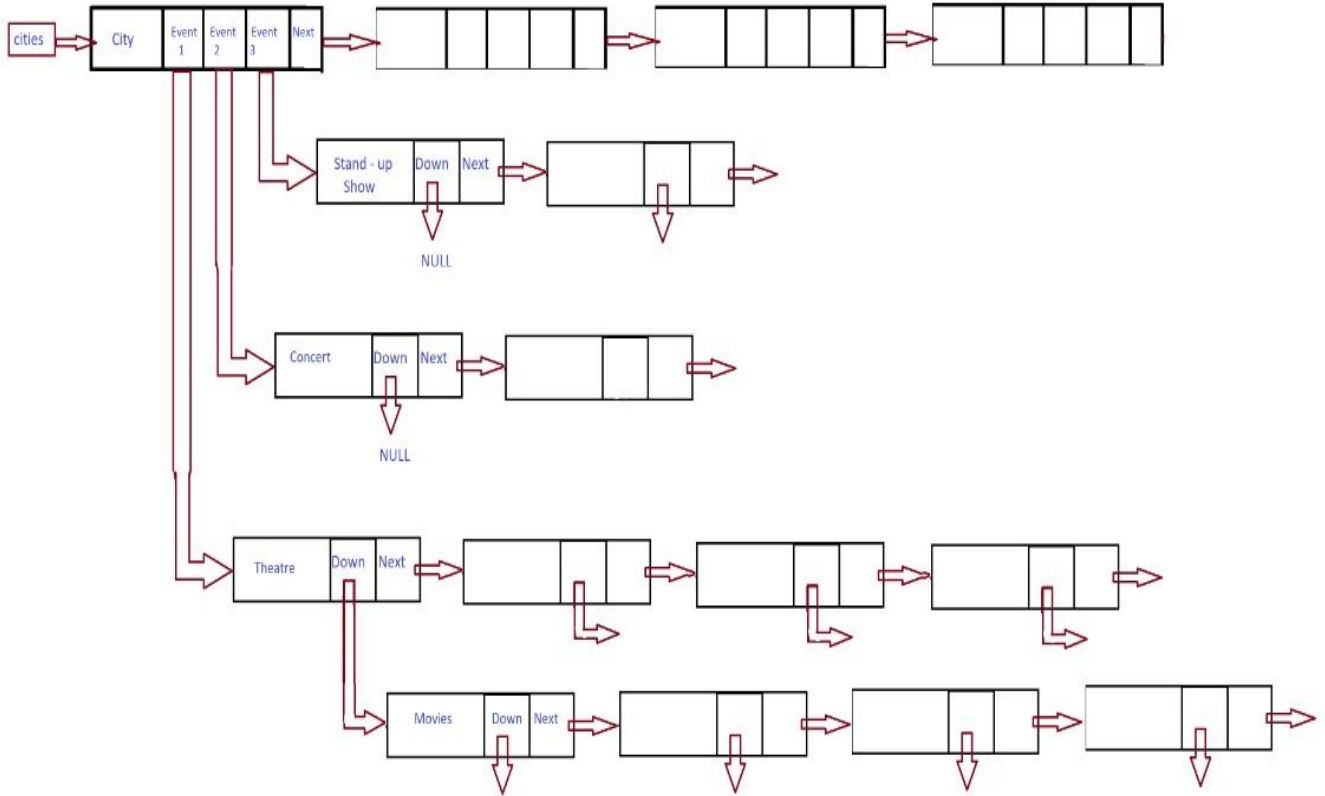 cities
City
Event
1
Event
2
Event
3
Next
Stand - up
Show
Down
Next
NULL
Concert
Down
Next
NULL
Theatre
Down
Next
Movies
Down
Next